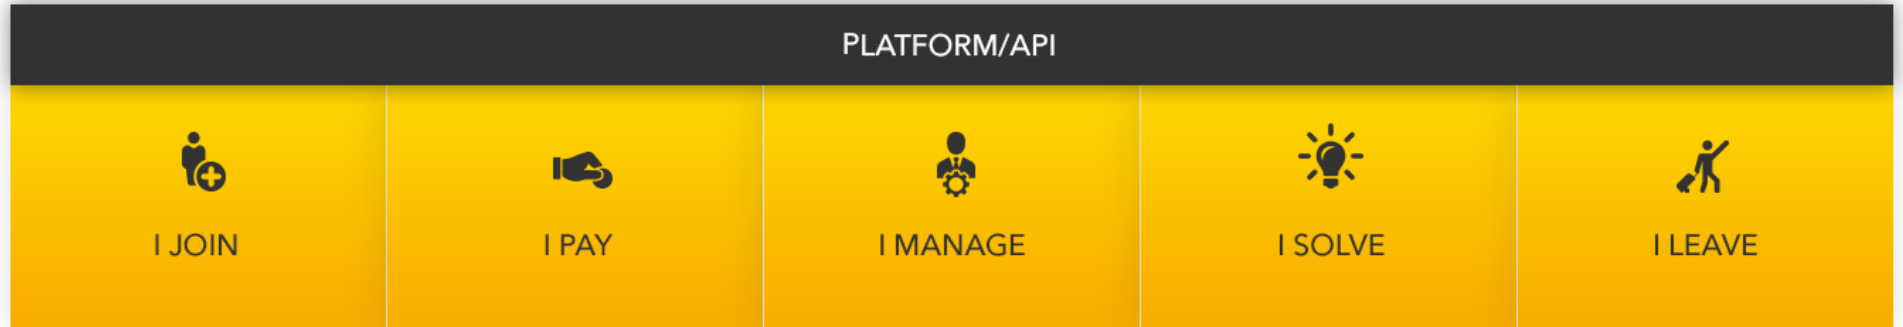 PLATFORM/API
I JOIN
I PAY
I MANAGE
I SOLVE
I LEAVE